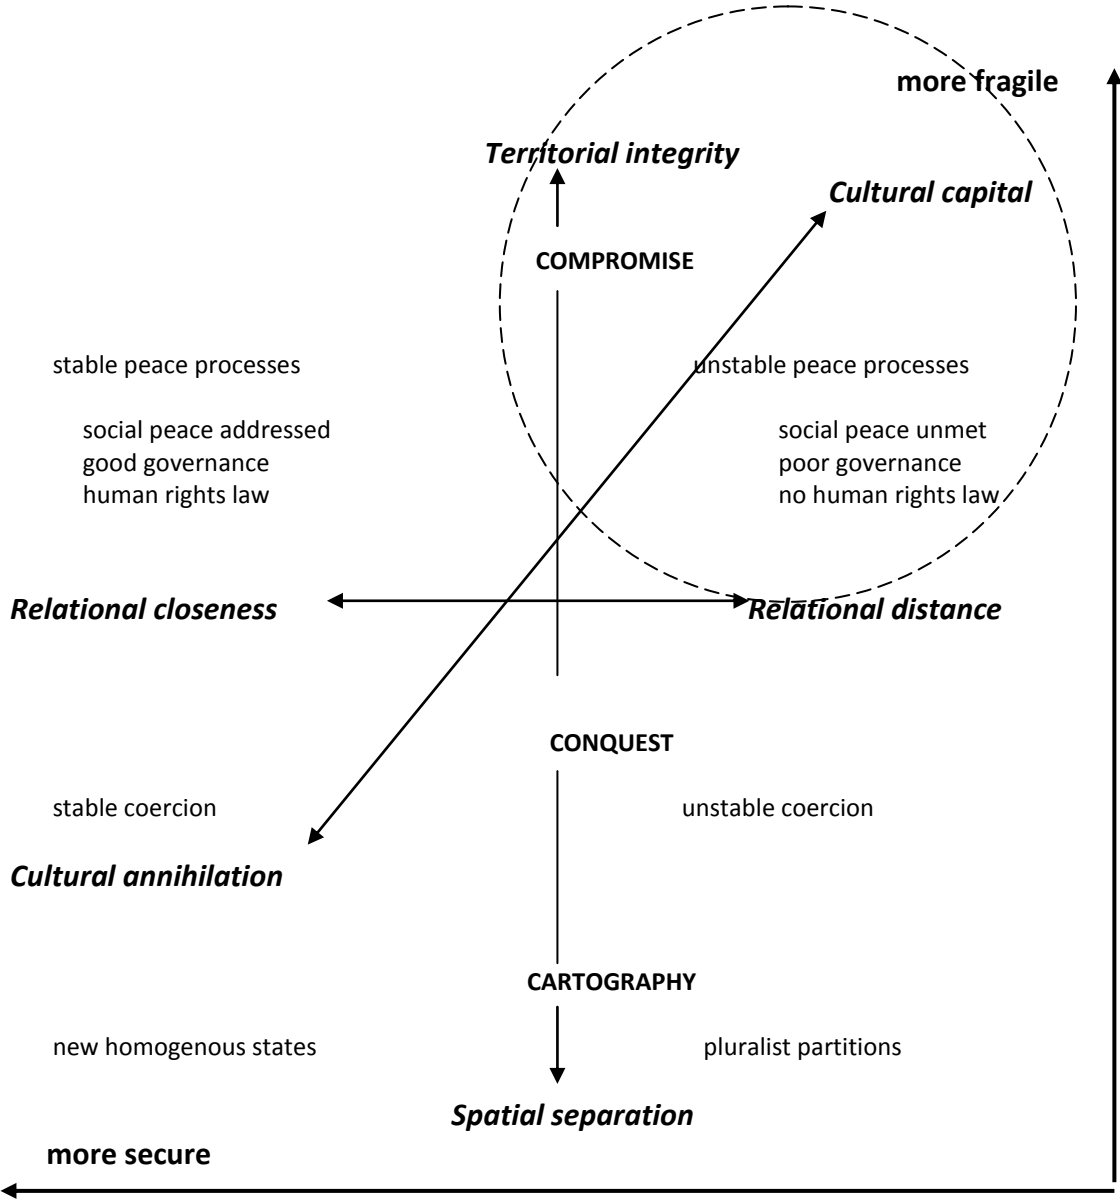 more fragile
Territorial integrity
Cultural capital
COMPROMISE
stable peace processes
unstable peace processes
social peace addressed
good governance
human rights law
social peace unmet
poor governance
no human rights law
Relational closeness
Relational distance
CONQUEST
stable coercion
unstable coercion
Cultural annihilation
CARTOGRAPHY
new homogenous states
pluralist partitions
Spatial separation
more secure